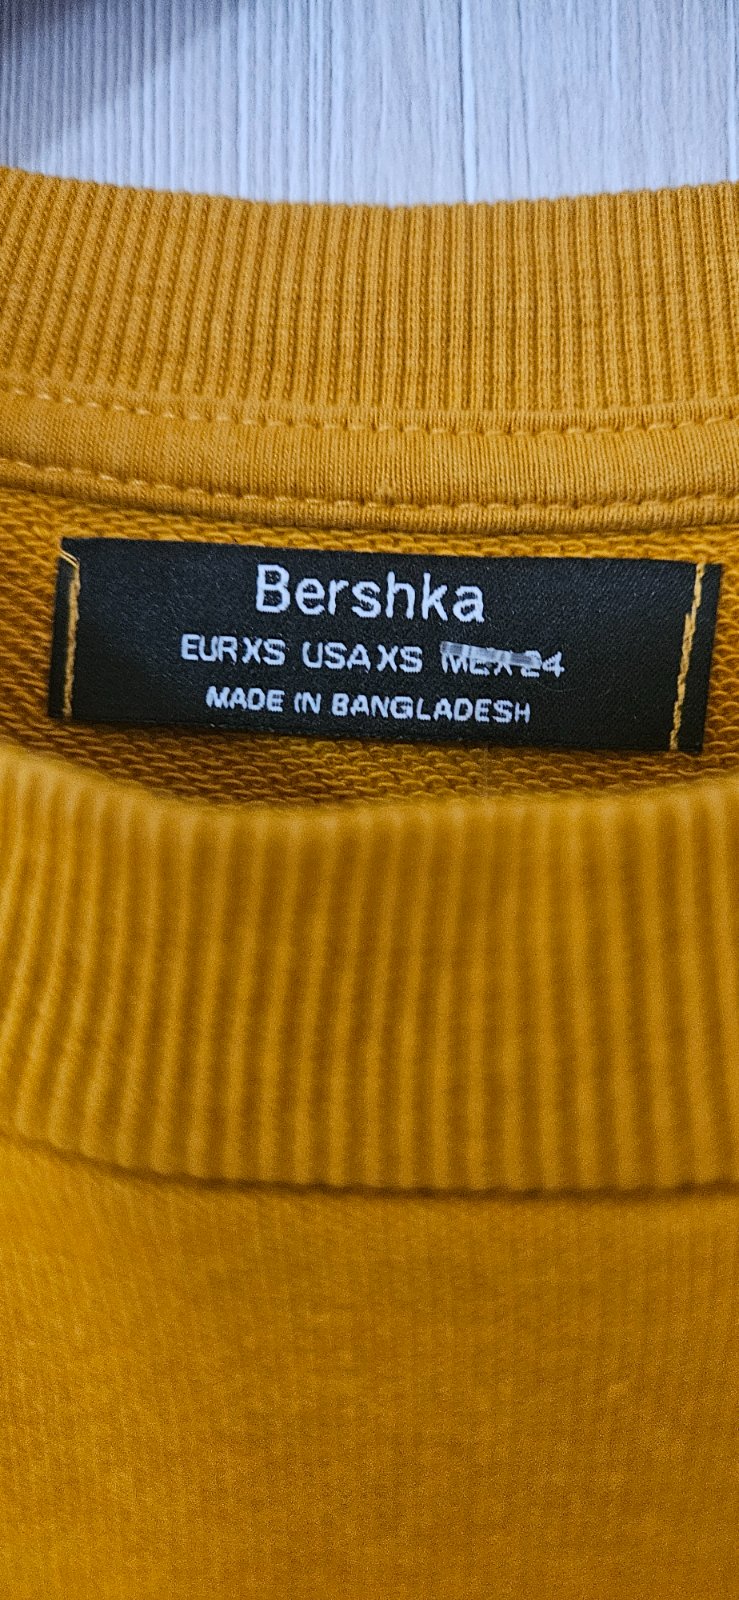 Bershka
EUR XS USA XS MEX 24
MADE IN BANGLADESH